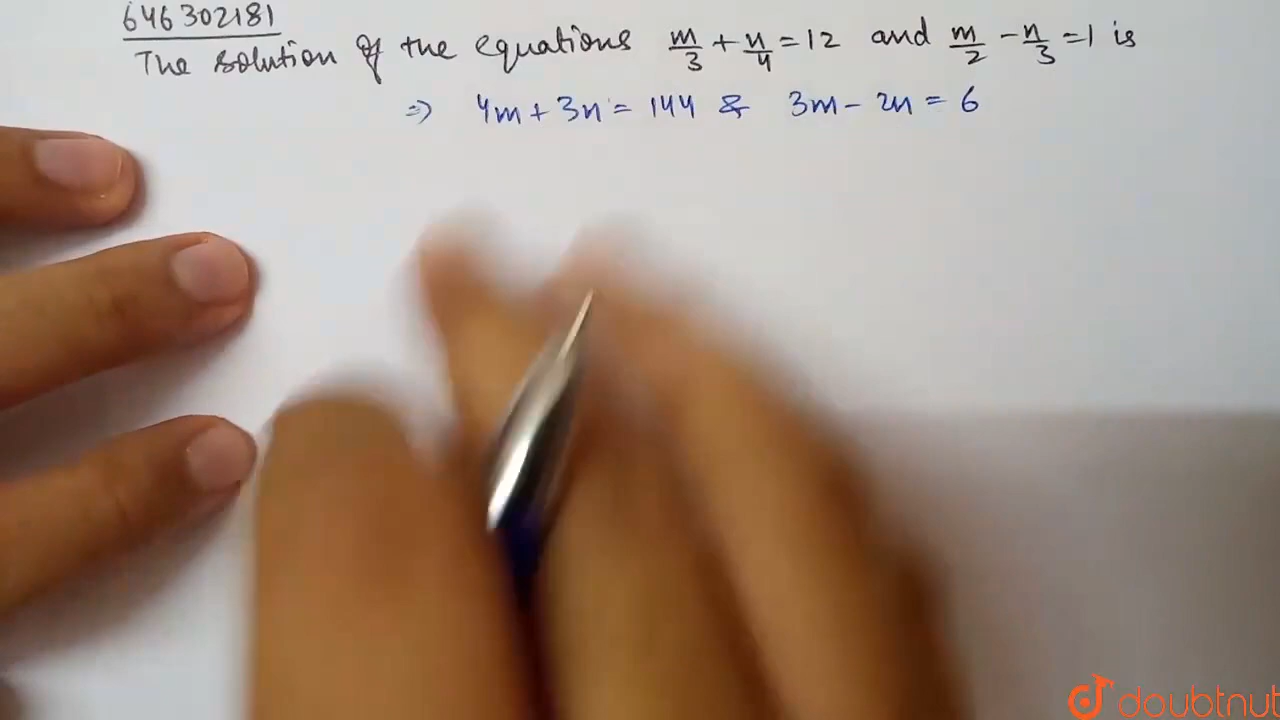 646302181
The solution of the equations m/3 + n/4 = 12 and m/2 - n/3 = 1 is
⇒ 4m + 3n = 144 & 3m - 2n = 6
doubtnut